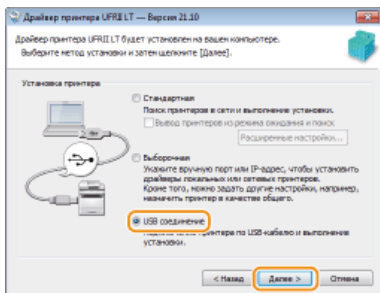 Драйвер принтера UFRII LT — Версия 21.10
Драйвер принтера UFRII LT будет установлен на вашем компьютере.
Выберите метод установки и затем щелкните [Далее].
Установка принтера
Стандартная
Поиск принтеров в сети и выполнение установки.
Вывод принтеров из режима ожидания и поиск
Расширенные настройки...
Выборочная
Укажите вручную порт или IP-адрес, чтобы установить
драйверы локальных или сетевых принтеров.
Кроме того, можно задать другие настройки, например,
назначить принтер в качестве общего.
USB соединение
принтера по USB-кабелю и выполнение
установки.
< Назад
Далее >
Отмена